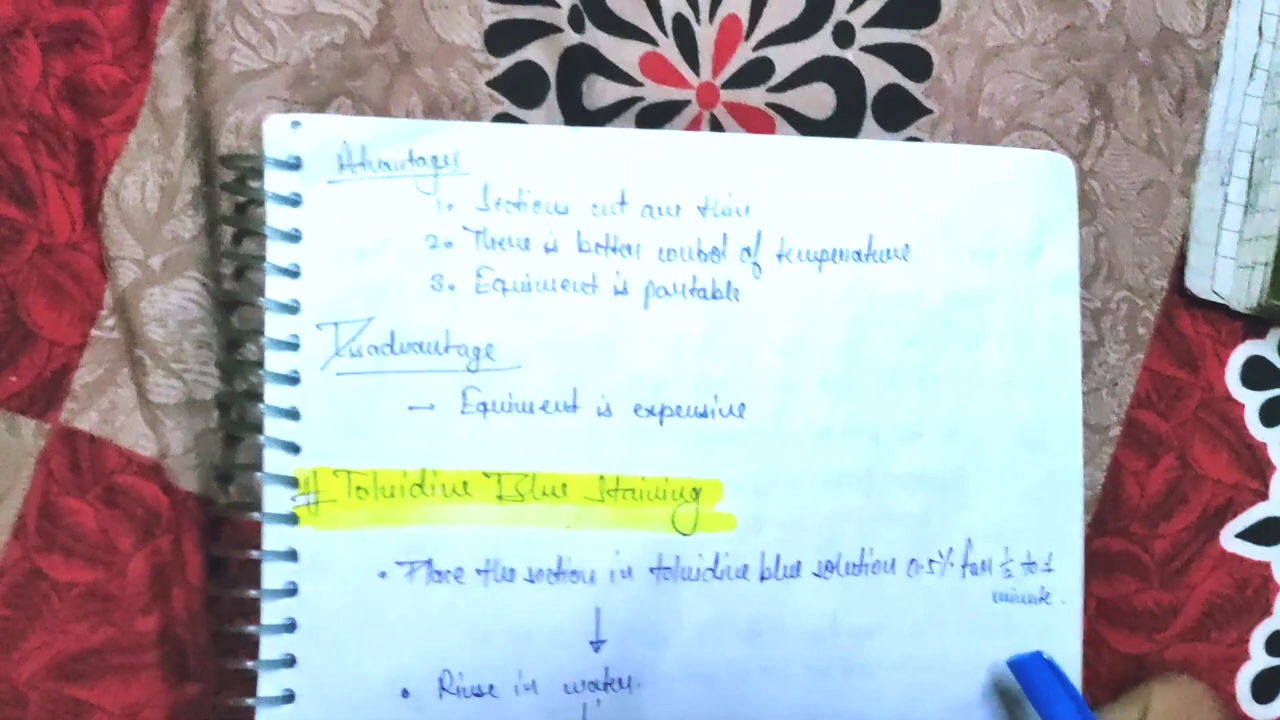 Advantages
1. Sections cut are thin
2. There is better control of temperature
3. Equiment is portable
Disadvantage
→ Equiment is expensive
# Toluidine Blue Staining
• Place the section in toluidine blue solution 0.5% for ½ to 1
minute.
↓
• Rinse in water.